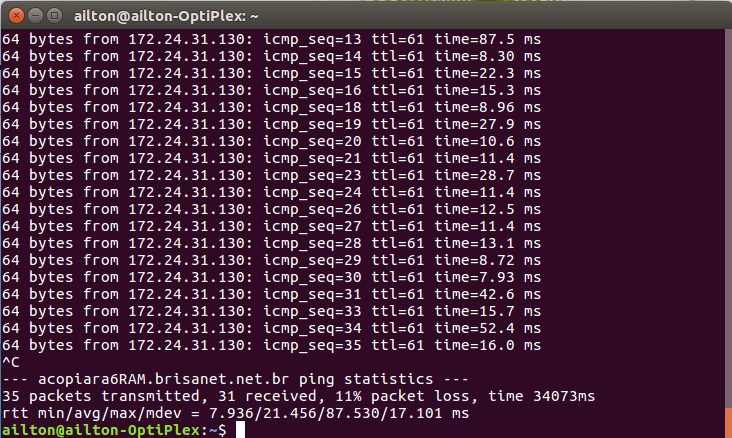 ailton@ailton-OptiPlex: ~
64 bytes from 172.24.31.130: icmp_seq=13 ttl=61 time=87.5 ms
64 bytes from 172.24.31.130: icmp_seq=14 ttl=61 time=8.30 ms
64 bytes from 172.24.31.130: icmp_seq=15 ttl=61 time=22.3 ms
64 bytes from 172.24.31.130: icmp_seq=16 ttl=61 time=15.3 ms
64 bytes from 172.24.31.130: icmp_seq=18 ttl=61 time=8.96 ms
64 bytes from 172.24.31.130: icmp_seq=19 ttl=61 time=27.9 ms
64 bytes from 172.24.31.130: icmp_seq=20 ttl=61 time=10.6 ms
64 bytes from 172.24.31.130: icmp_seq=21 ttl=61 time=11.4 ms
64 bytes from 172.24.31.130: icmp_seq=23 ttl=61 time=28.7 ms
64 bytes from 172.24.31.130: icmp_seq=24 ttl=61 time=11.4 ms
64 bytes from 172.24.31.130: icmp_seq=26 ttl=61 time=12.5 ms
64 bytes from 172.24.31.130: icmp_seq=27 ttl=61 time=11.4 ms
64 bytes from 172.24.31.130: icmp_seq=28 ttl=61 time=13.1 ms
64 bytes from 172.24.31.130: icmp_seq=29 ttl=61 time=8.72 ms
64 bytes from 172.24.31.130: icmp_seq=30 ttl=61 time=7.93 ms
64 bytes from 172.24.31.130: icmp_seq=31 ttl=61 time=42.6 ms
64 bytes from 172.24.31.130: icmp_seq=33 ttl=61 time=15.7 ms
64 bytes from 172.24.31.130: icmp_seq=34 ttl=61 time=52.4 ms
64 bytes from 172.24.31.130: icmp_seq=35 ttl=61 time=16.0 ms
^C
--- acopiara6RAM.brisanet.net.br ping statistics ---
35 packets transmitted, 31 received, 11% packet loss, time 34073ms
rtt min/avg/max/mdev = 7.936/21.456/87.530/17.101 ms
ailton@ailton-OptiPlex:~$